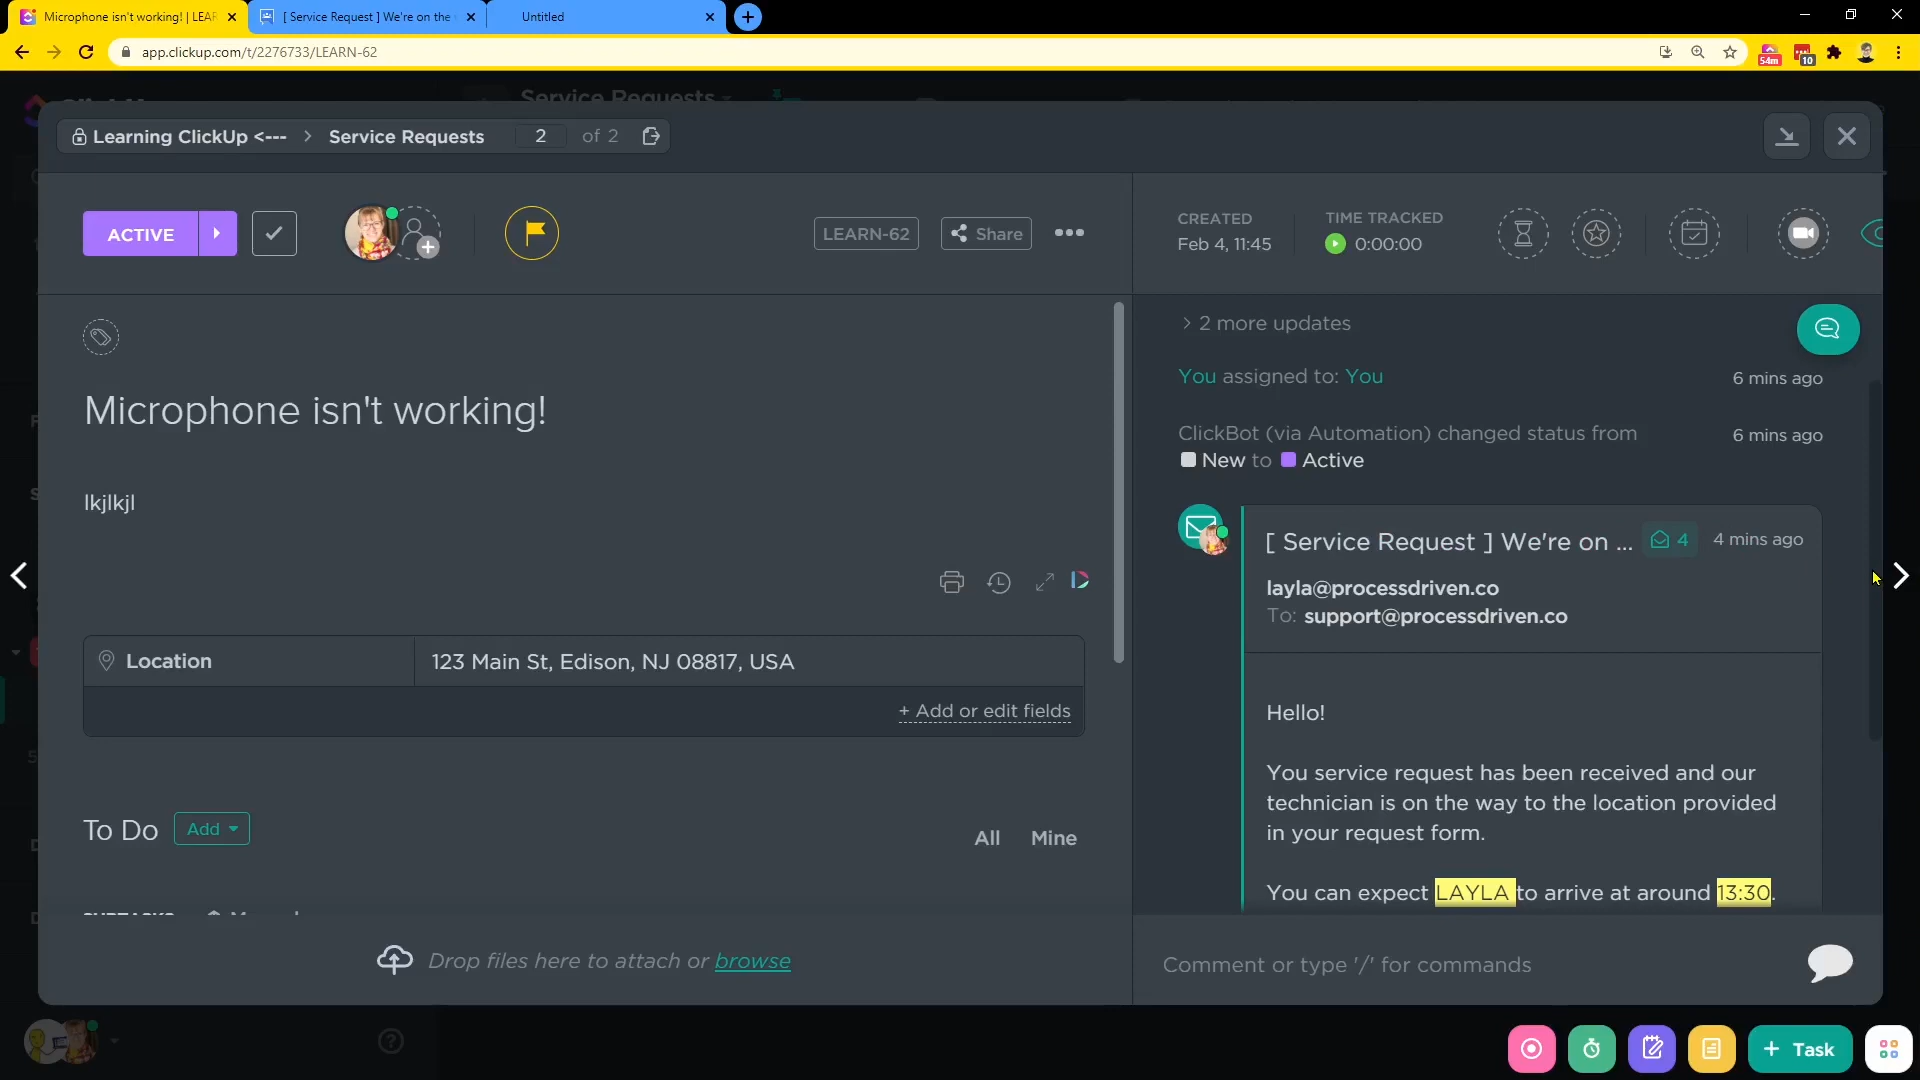 Microphone isn't working! | LEAR
[ Service Request ] We're on the
Untitled
app.clickup.com/t/2276733/LEARN-62
54m
10
Service Requests
Learning ClickUp <--- > Service Requests 2 of 2
ACTIVE
LEARN-62
Share
CREATED
Feb 4, 11:45
TIME TRACKED
0:00:00
Microphone isn't working!
lkjlkjl
Location
123 Main St, Edison, NJ 08817, USA
+ Add or edit fields
To Do
Add
All
Mine
Drop files here to attach or browse
> 2 more updates
You assigned to: You
6 mins ago
ClickBot (via Automation) changed status from
6 mins ago
New to Active
[ Service Request ] We're on ...
4
4 mins ago
layla@processdriven.co
To: support@processdriven.co
Hello!
You service request has been received and our
technician is on the way to the location provided
in your request form.
You can expect LAYLA to arrive at around 13:30.
Comment or type '/' for commands
+ Task